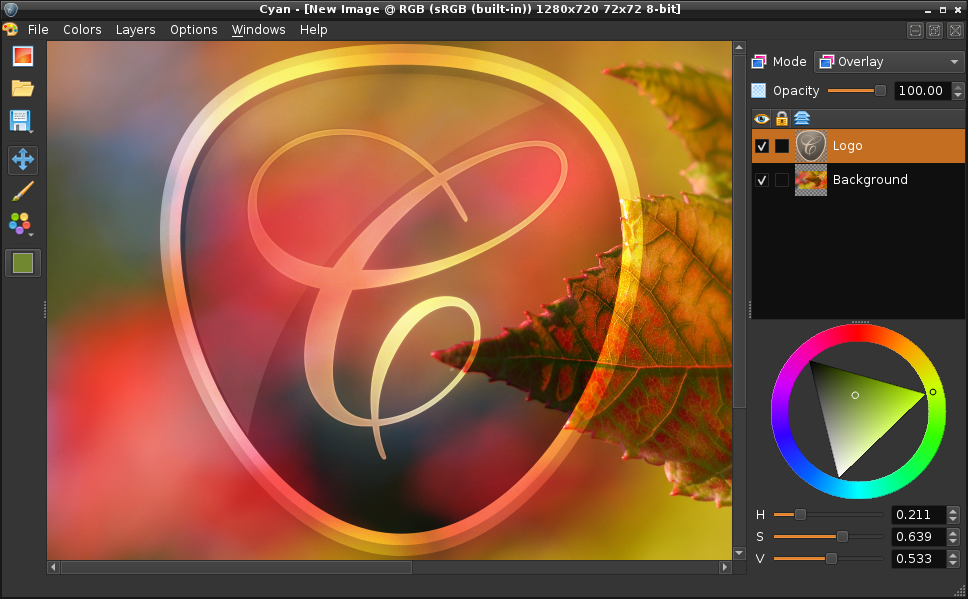 Cyan - [New Image @ RGB (sRGB (built-in)) 1280x720 72x72 8-bit]
File Colors Layers Options Windows Help
Mode Overlay
Opacity 100.00
Logo
Background
C
H 0.211
S 0.639
V 0.533